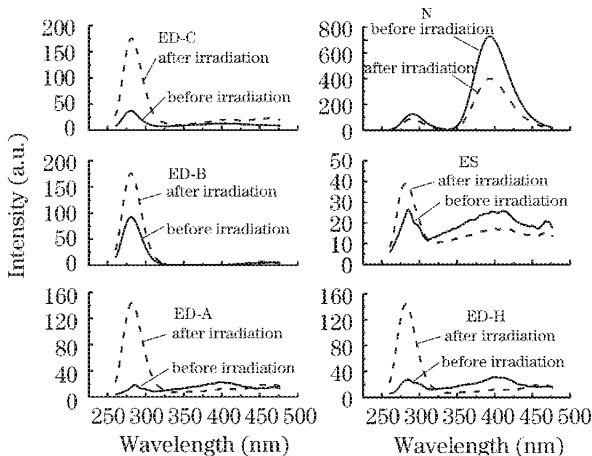 Intensity (a.u.)
200
150
100
50
0
ED-C
after irradiation
before irradiation
800
600
400
200
0
N
before irradiation
after irradiation
200
150
100
50
0
ED-B
after irradiation
before irradiation
50
40
30
20
10
0
ES
after irradiation
before irradiation
160
120
80
40
0
ED-A
after irradiation
before irradiation
250 300 350 400 450 500
Wavelength (nm)
160
120
80
40
0
ED-H
after irradiation
before irradiation
250 300 350 400 450 500
Wavelength (nm)